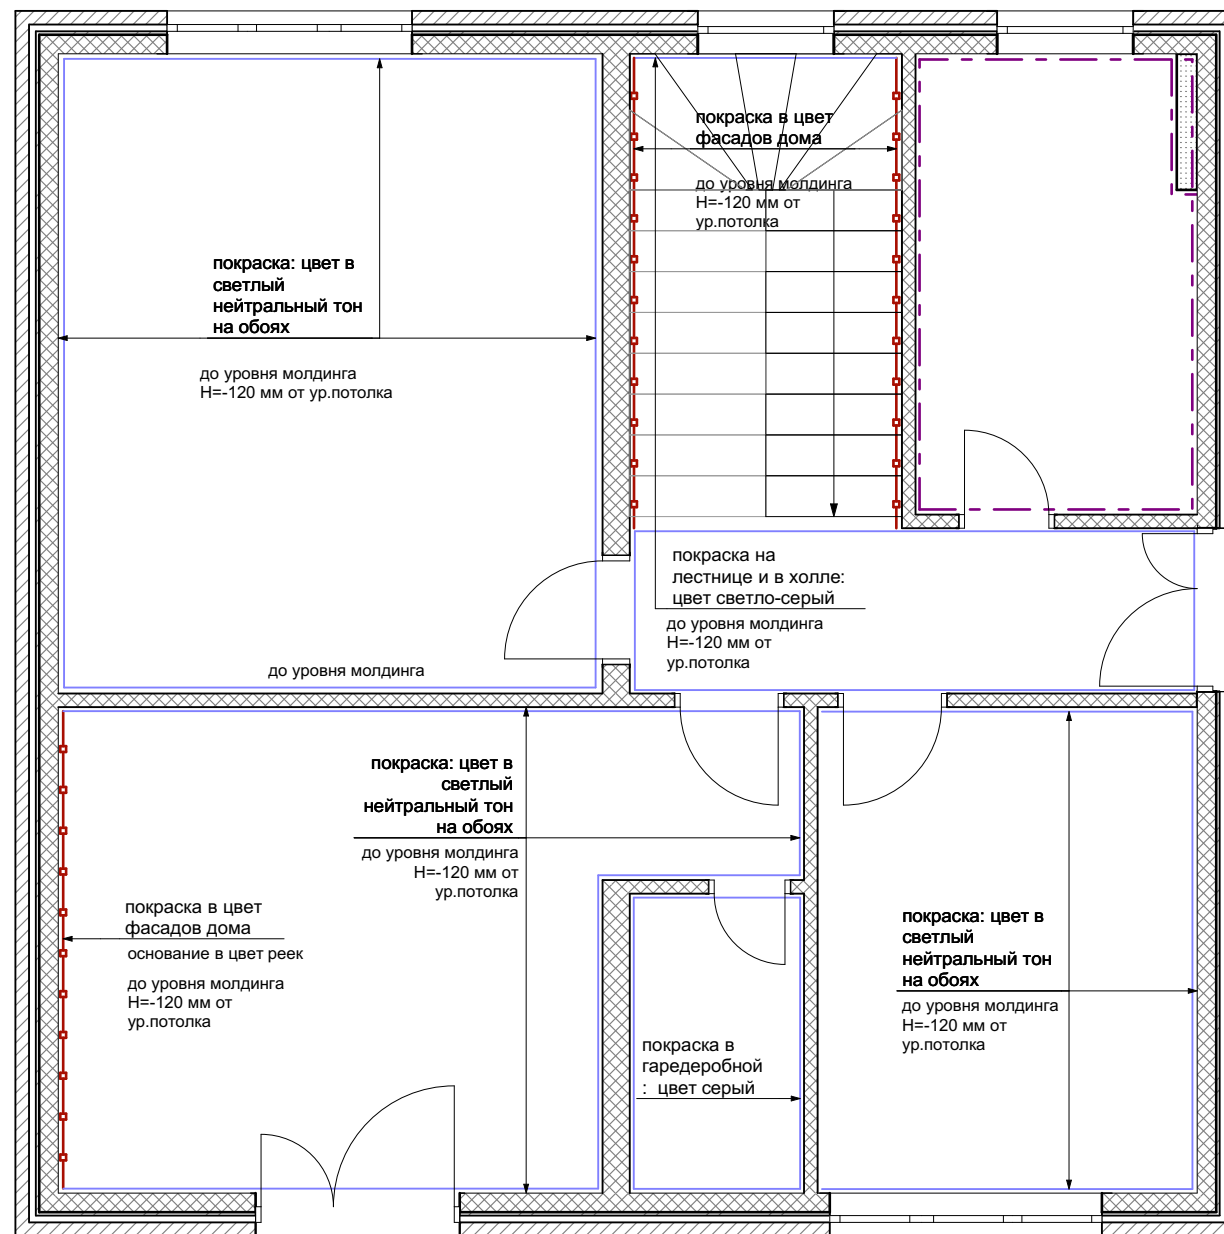 покраска в цвет
фасадов дома
до уровня молдинга
Н=-120 мм от
ур.потолка
покраска: цвет в
светлый
нейтральный тон
на обоях
до уровня молдинга
Н=-120 мм от ур.потолка
покраска на
лестнице и в холле:
цвет светло-серый
до уровня молдинга
Н=-120 мм от
ур.потолка
до уровня молдинга
покраска: цвет в
светлый
нейтральный тон
на обоях
до уровня молдинга
Н=-120 мм от
ур.потолка
покраска в цвет
фасадов дома
основание в цвет реек
до уровня молдинга
Н=-120 мм от
ур.потолка
покраска: цвет в
светлый
нейтральный тон
на обоях
до уровня молдинга
Н=-120 мм от
ур.потолка
покраска в
гаредеробной
: цвет серый